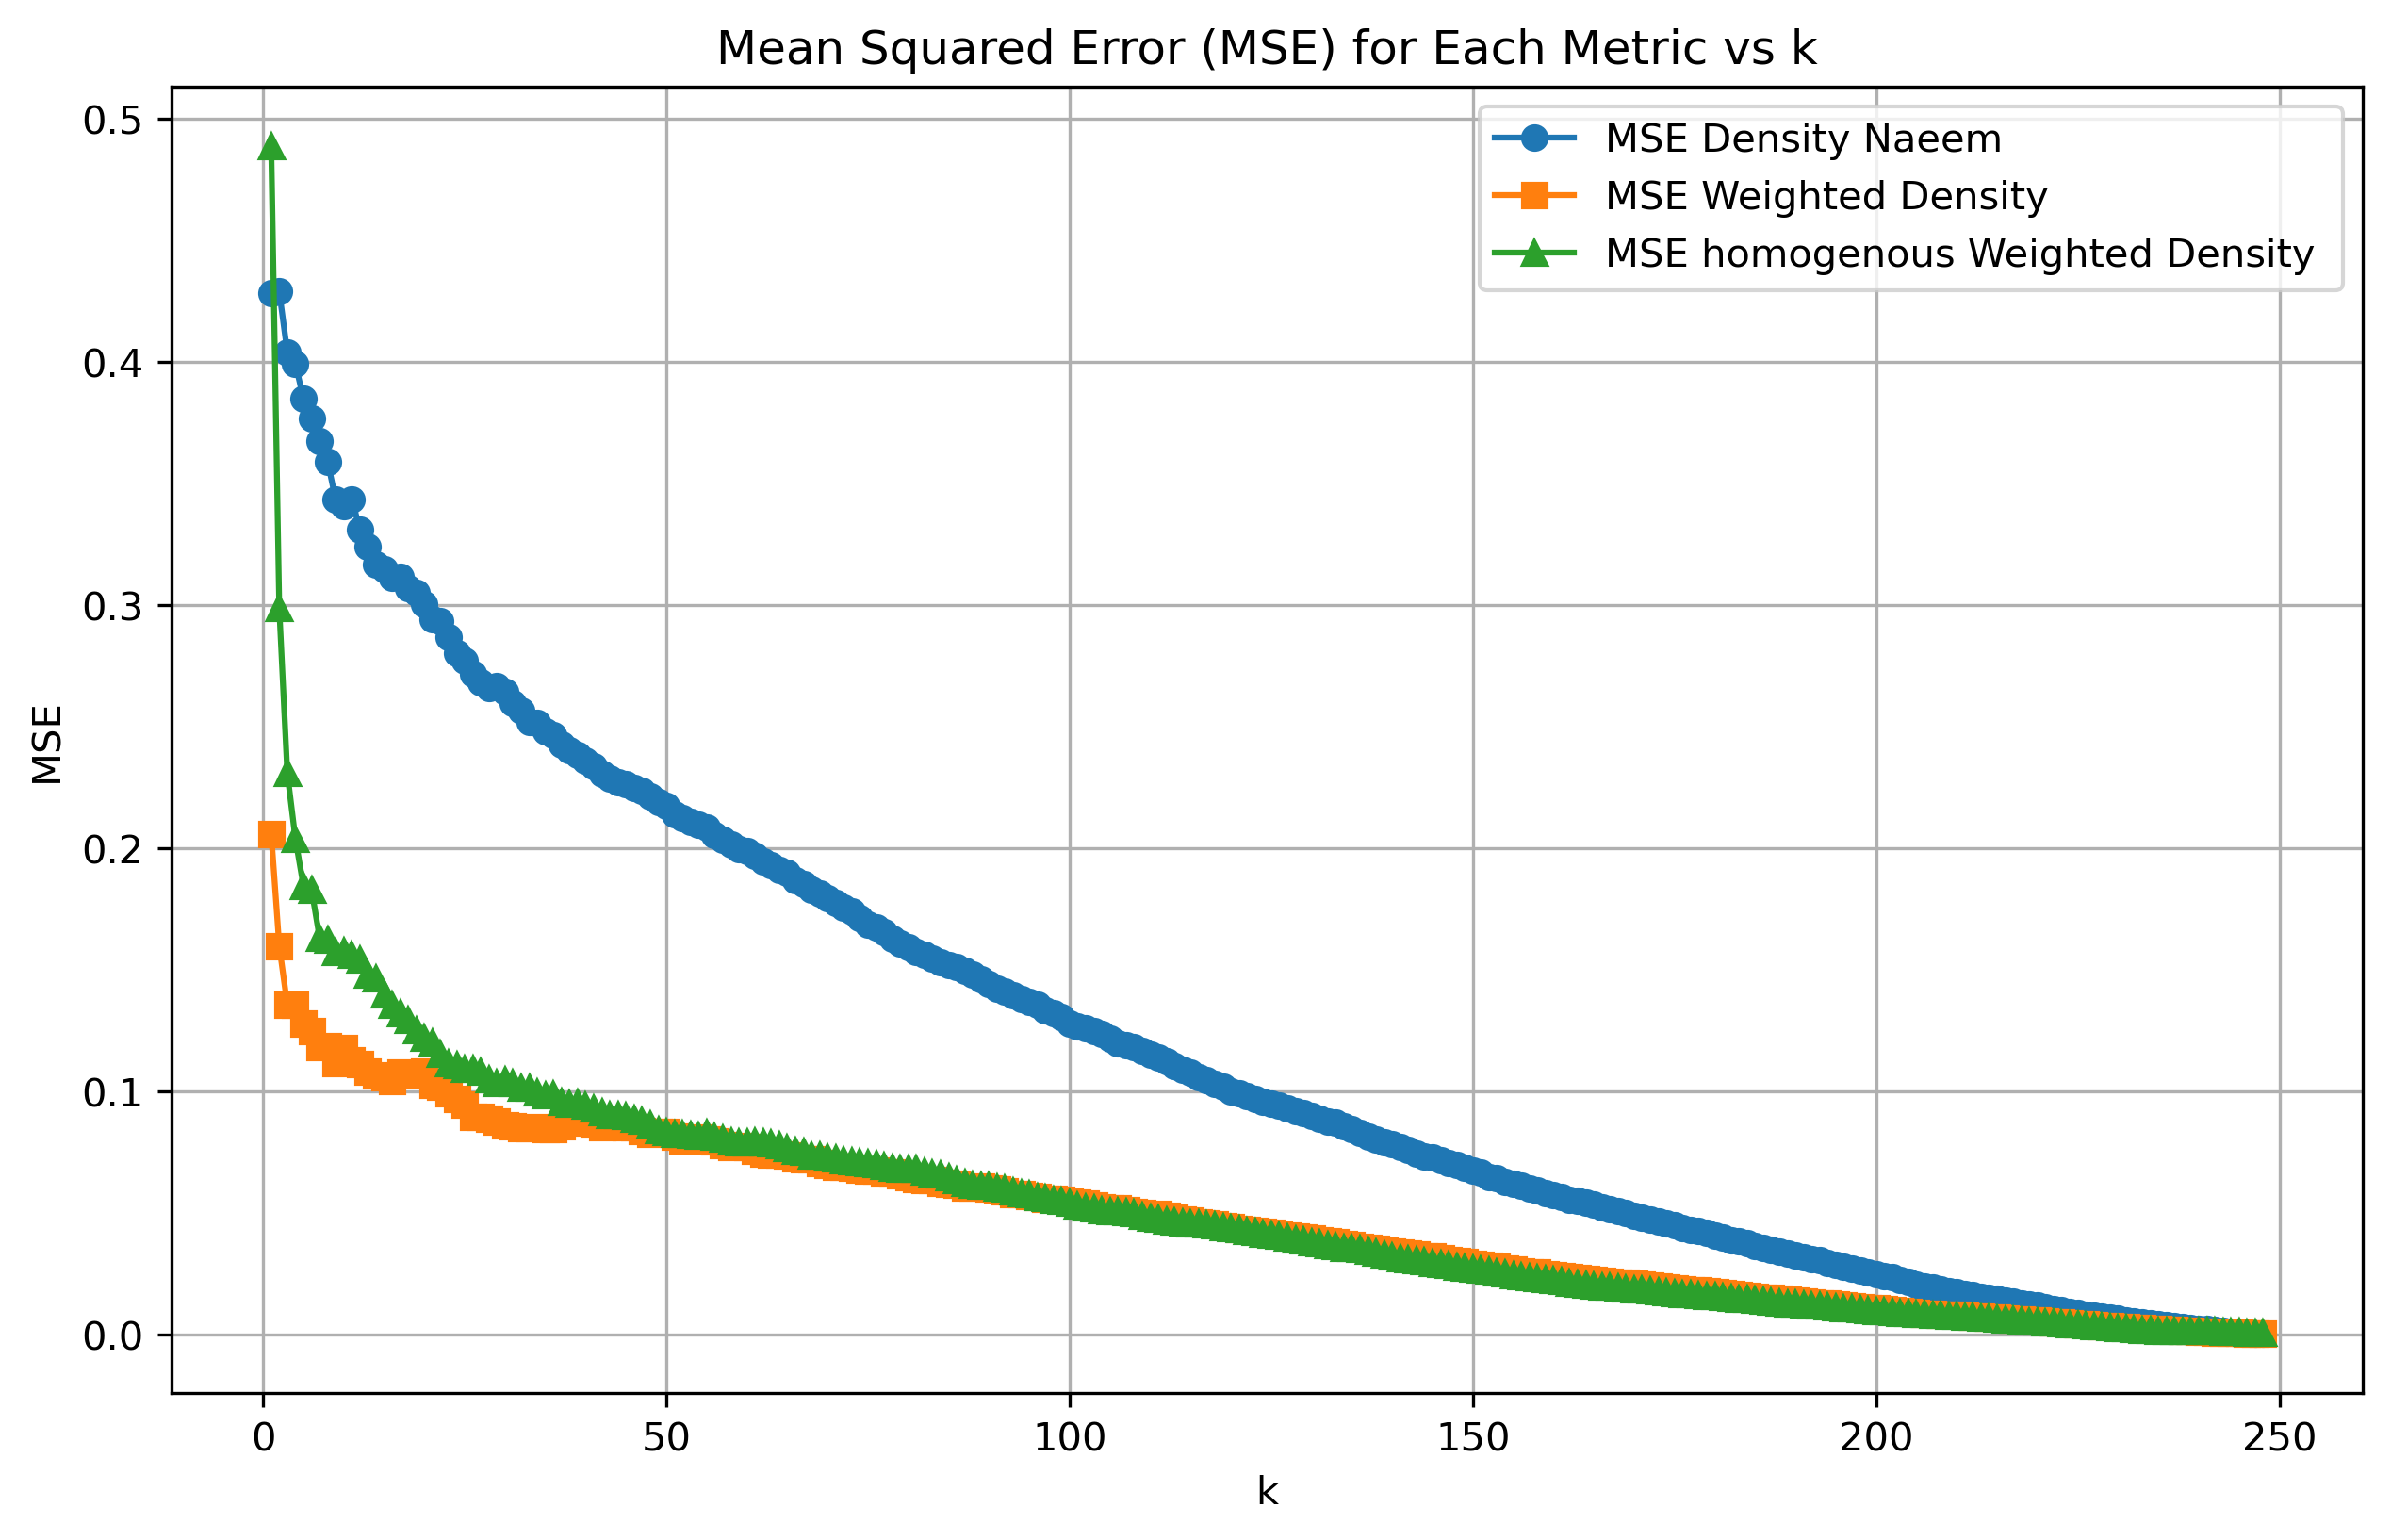 Mean Squared Error (MSE) for Each Metric vs k
MSE Density Naeem
MSE Weighted Density
MSE homogenous Weighted Density
MSE
0.5
0.4
0.3
0.2
0.1
0.0
0 50 100 150 200 250
k